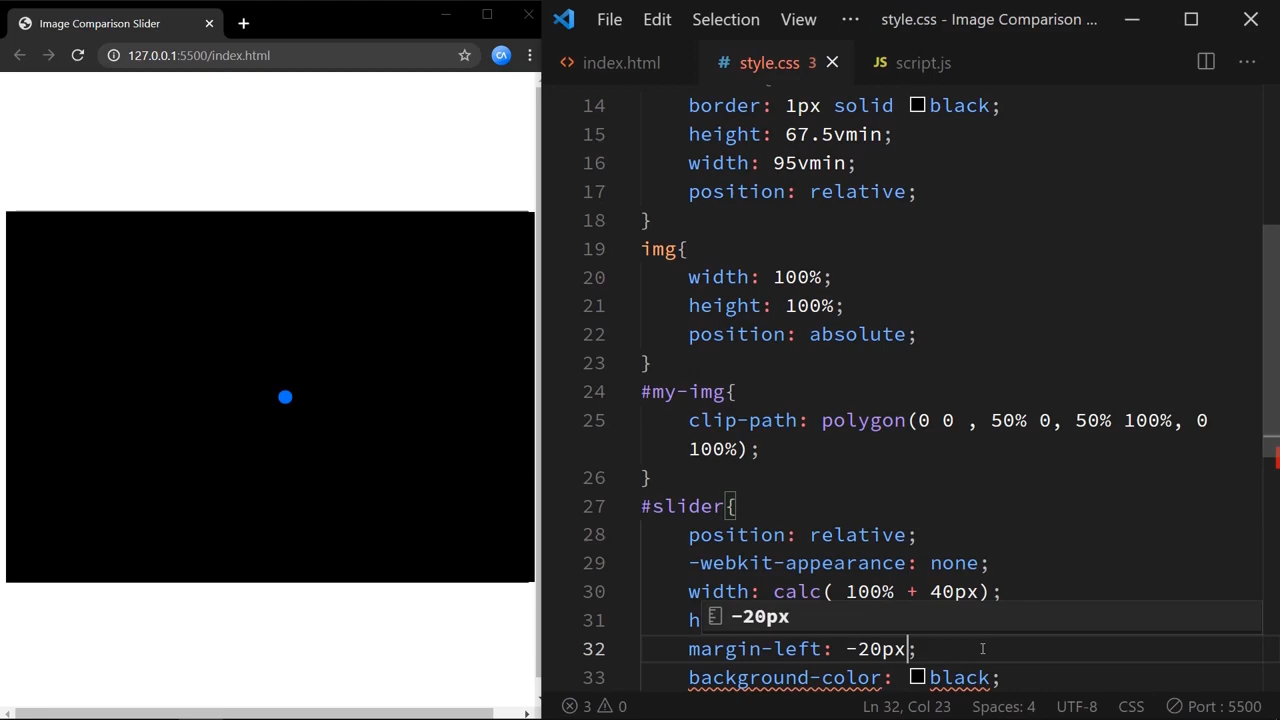 Image Comparison Slider
127.0.0.1:5500/index.html
CA
File Edit Selection View ··· style.css - Image Comparison ...
<> index.html # style.css 3 JS script.js ···
14 border: 1px solid black;
15 height: 67.5vmin;
16 width: 95vmin;
17 position: relative;
18 }
19 img{
20 width: 100%;
21 height: 100%;
22 position: absolute;
23 }
24 #my-img{
25 clip-path: polygon(0 0 , 50% 0, 50% 100%, 0
100%);
26 }
27 #slider{
28 position: relative;
29 -webkit-appearance: none;
30 width: calc( 100% + 40px);
-20px
31 h
32 margin-left: -20px;
33 background-color: black;
3 0 Ln 32, Col 23 Spaces: 4 UTF-8 CSS Port : 5500